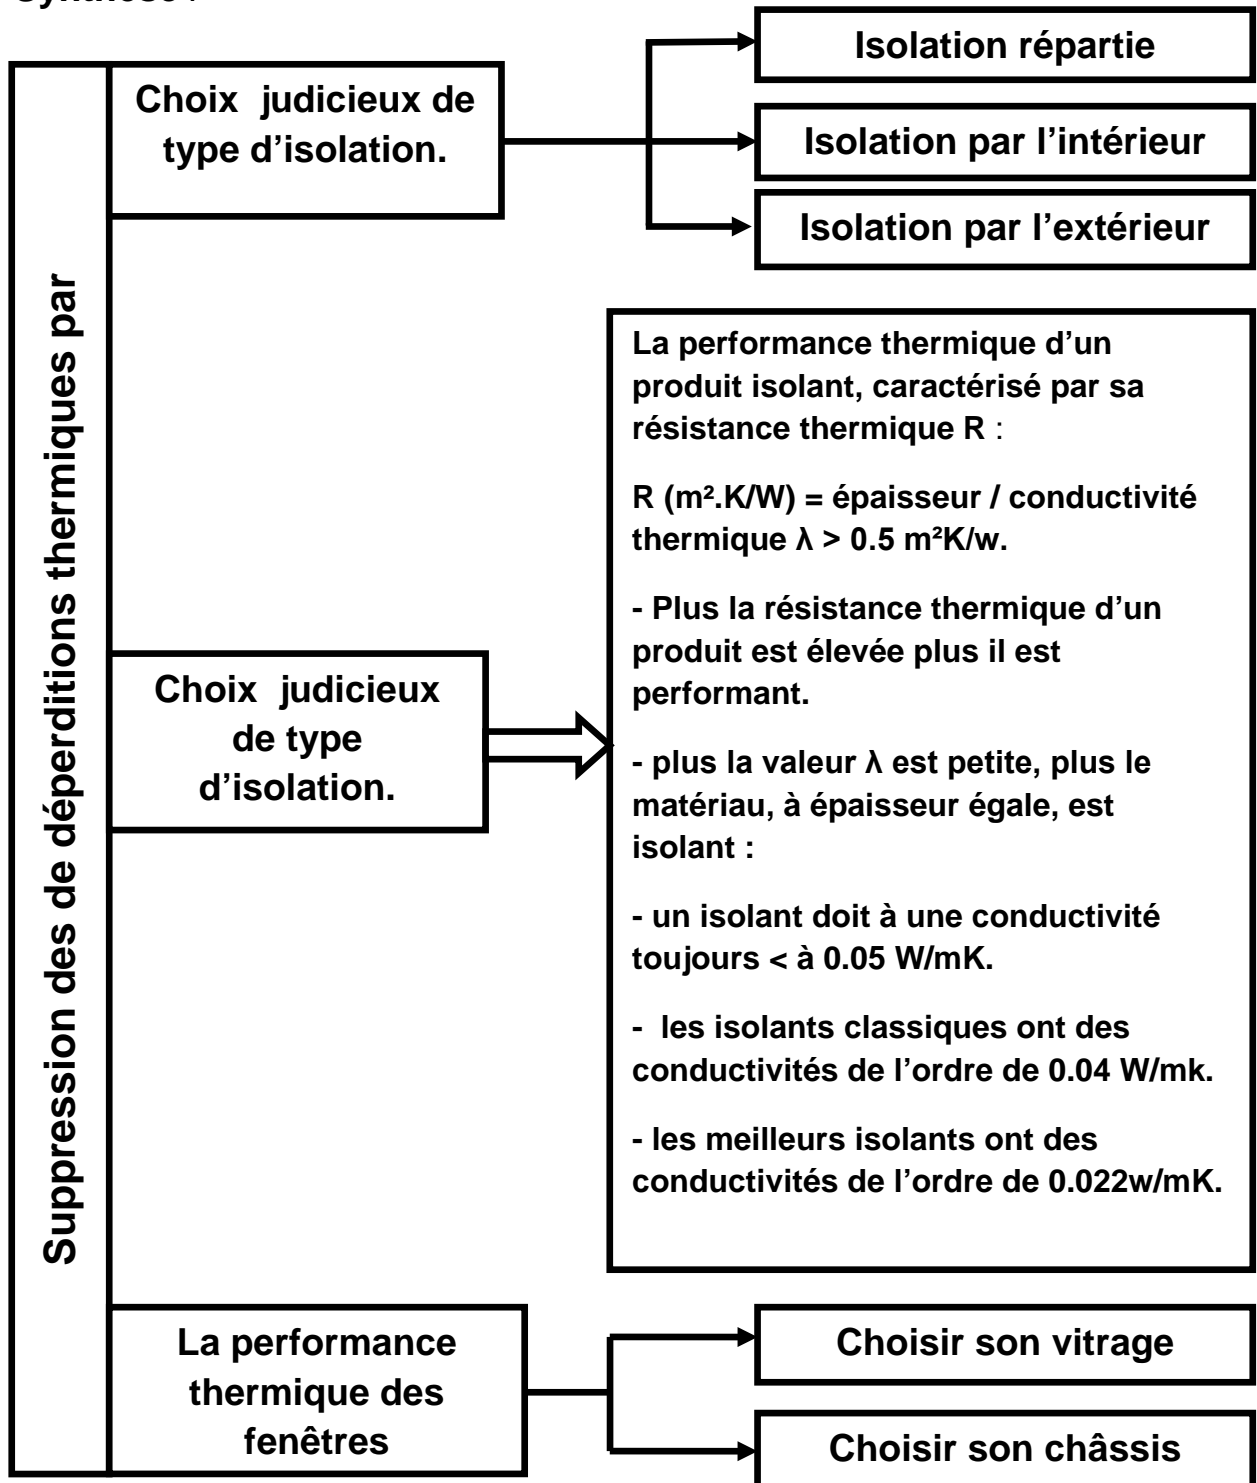 Synthèse :
Suppression des de déperditions thermiques par
Choix judicieux de
type d’isolation.
Isolation répartie
Isolation par l’intérieur
Isolation par l’extérieur
Choix judicieux
de type
d’isolation.
La performance thermique d’un
produit isolant, caractérisé par sa
résistance thermique R :
R (m².K/W) = épaisseur / conductivité
thermique λ > 0.5 m²K/w.
- Plus la résistance thermique d’un
produit est élevée plus il est
performant.
- plus la valeur λ est petite, plus le
matériau, à épaisseur égale, est
isolant :
- un isolant doit à une conductivité
toujours < à 0.05 W/mK.
- les isolants classiques ont des
conductivités de l’ordre de 0.04 W/mk.
- les meilleurs isolants ont des
conductivités de l’ordre de 0.022w/mK.
La performance
thermique des
fenêtres
Choisir son vitrage
Choisir son châssis